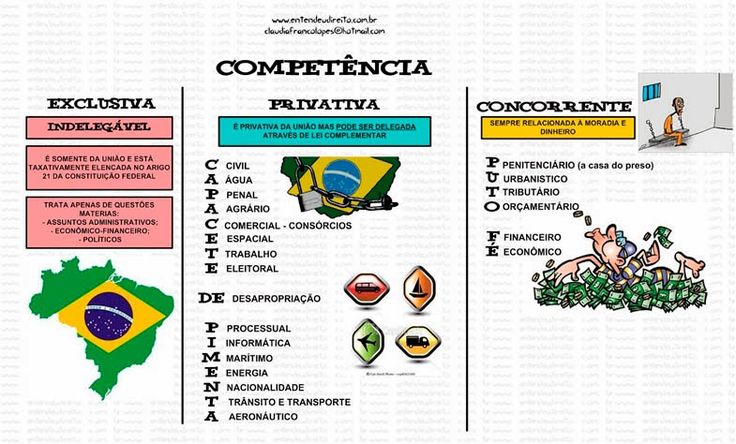 www.entendeudireito.com.br
claudiafrancolopes@hotmail.com
COMPETÊNCIA
EXCLUSIVA
INDELEGÁVEL
É SOMENTE DA UNIÃO E ESTÁ
TAXATIVAMENTE ELENCADA NO ARIGO
21 DA CONSTITUIÇÃO FEDERAL
TRATA APENAS DE QUESTÕES
MATERIAS:
- ASSUNTOS ADMINISTRATIVOS;
- ECONÔMICO-FINANCEIRO;
- POLÍTICOS
PRIVATIVA
É PRIVATIVA DA UNIÃO MAS PODE SER DELEGADA
ATRAVÉS DE LEI COMPLEMENTAR
C CIVIL
A ÁGUA
P PENAL
A AGRÁRIO
C COMERCIAL - CONSÓRCIOS
E ESPACIAL
T TRABALHO
E ELEITORAL
DE DESAPROPRIAÇÃO
P PROCESSUAL
I INFORMÁTICA
M MARÍTIMO
E ENERGIA
N NACIONALIDADE
T TRÂNSITO E TRANSPORTE
A AERONÁUTICO
CONCORRENTE
SEMPRE RELACIONADA À MORADIA E
DINHEIRO
P PENITENCIÁRIO (a casa do preso)
U URBANISTICO
T TRIBUTÁRIO
O ORÇAMENTÁRIO
F FINANCEIRO
É ECONÔMICO